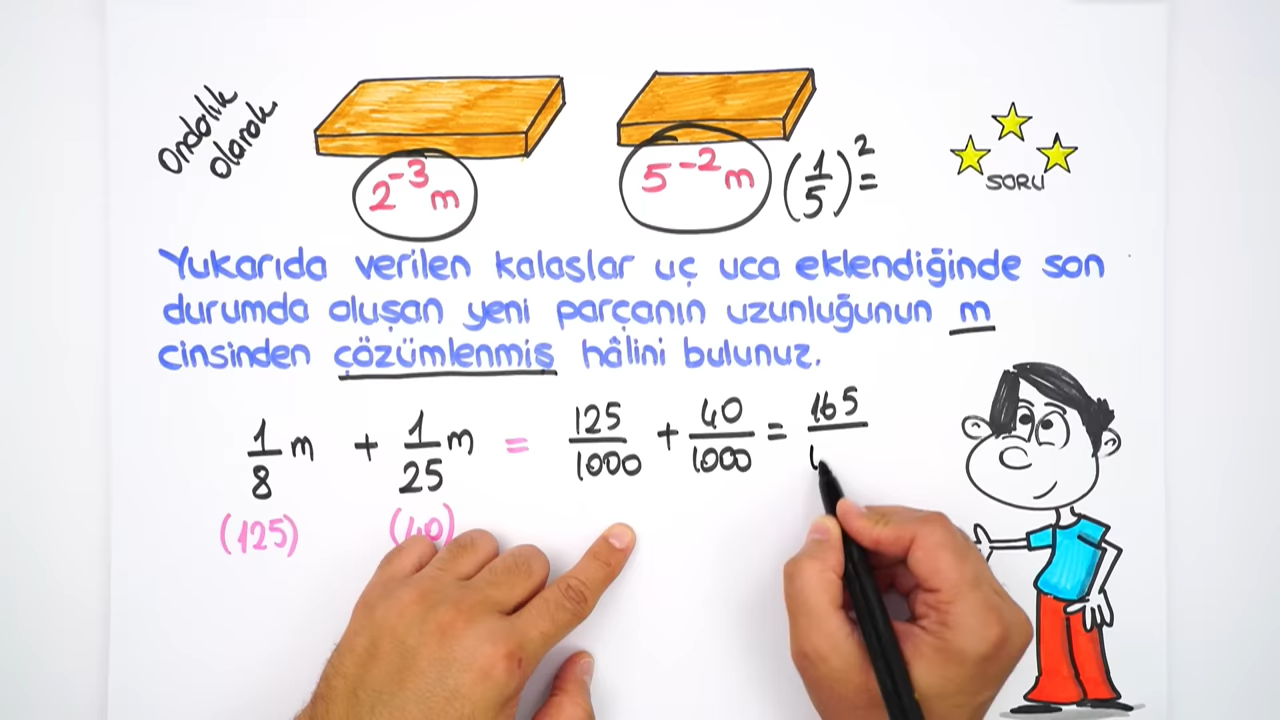 Ondalık
olarak
2⁻³ m
5⁻² m
(1/5)² =
SORU
Yukarıda verilen kalaslar uç uca eklendiğinde son
durumda oluşan yeni parçanın uzunluğunun m
cinsinden çözümlenmiş hâlini bulunuz.
1/8 m + 1/25 m = 125/1000 + 40/1000 = 165
(125) (40)